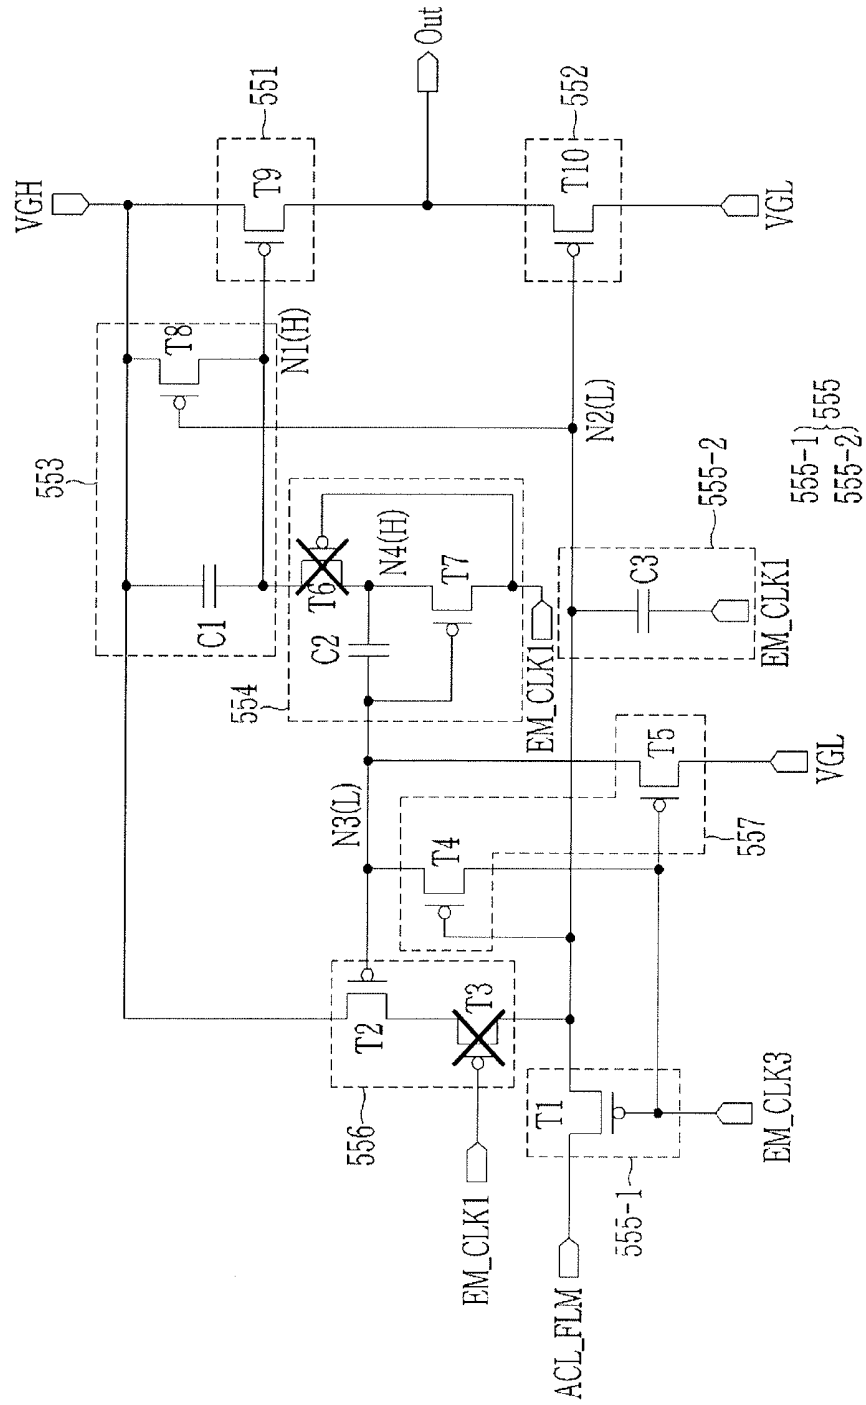 VGH
553
T8
T9
551
C1
N1(H)
Out
554
T6
N4(H)
C2
T7
T10
552
VGL
N3(L)
N2(L)
556
T2
T3
T4
EM_CLK1
EM_CLK1
C3
555-2
EM_CLK1
T5
557
VGL
ACL_FLM
T1
555-1
EM_CLK3
555-1
555-2
555